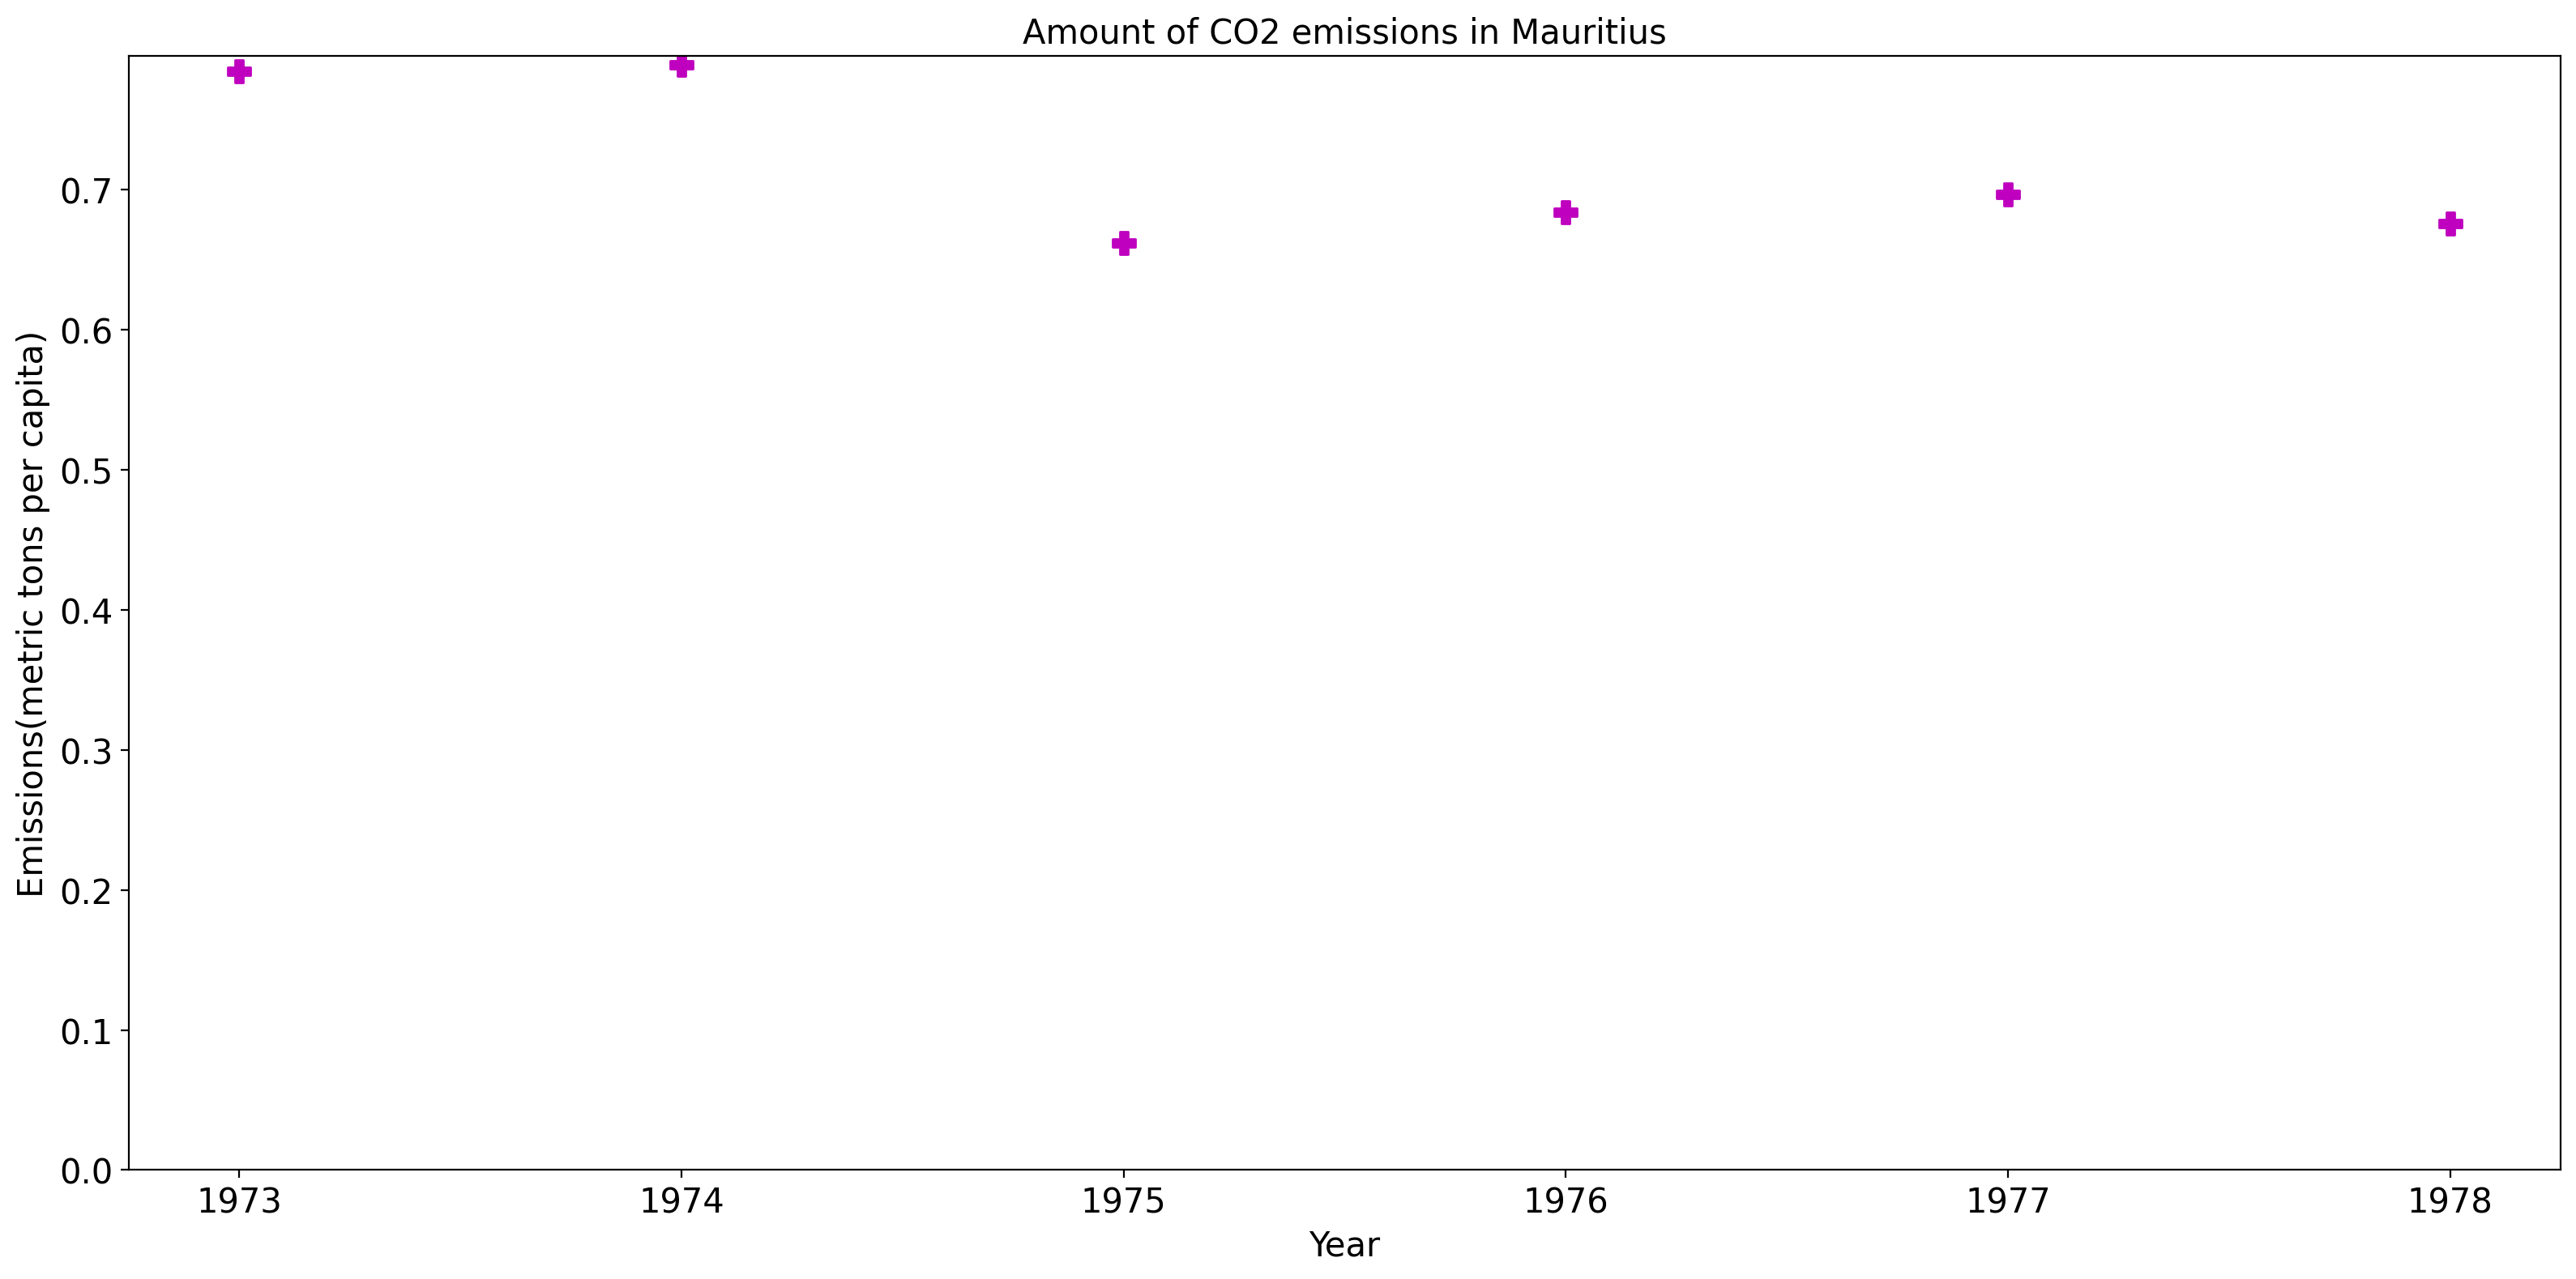 Amount of CO2 emissions in Mauritius
Emissions(metric tons per capita)
0.7
0.6
0.5
0.4
0.3
0.2
0.1
0.0
1973 1974 1975 1976 1977 1978
Year